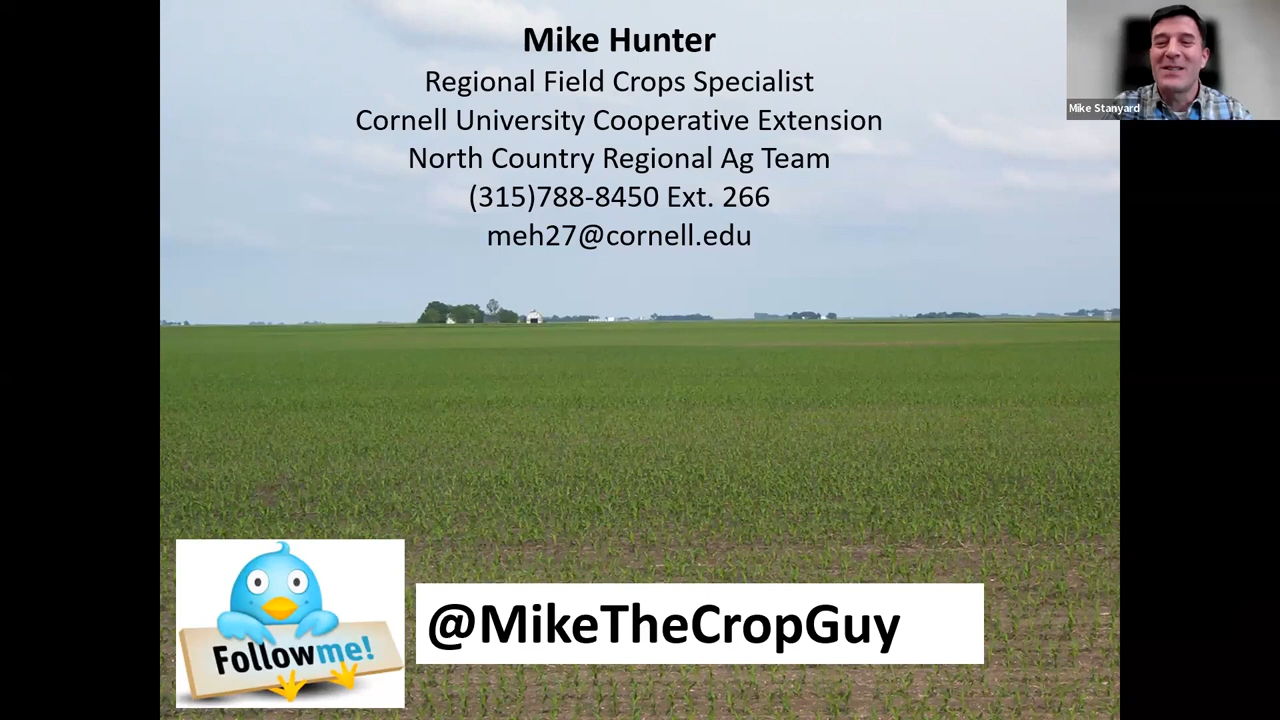 Mike Hunter
Regional Field Crops Specialist
Cornell University Cooperative Extension
North Country Regional Ag Team
(315)788-8450 Ext. 266
meh27@cornell.edu
Mike Stanyard
Followme!
@MikeTheCropGuy